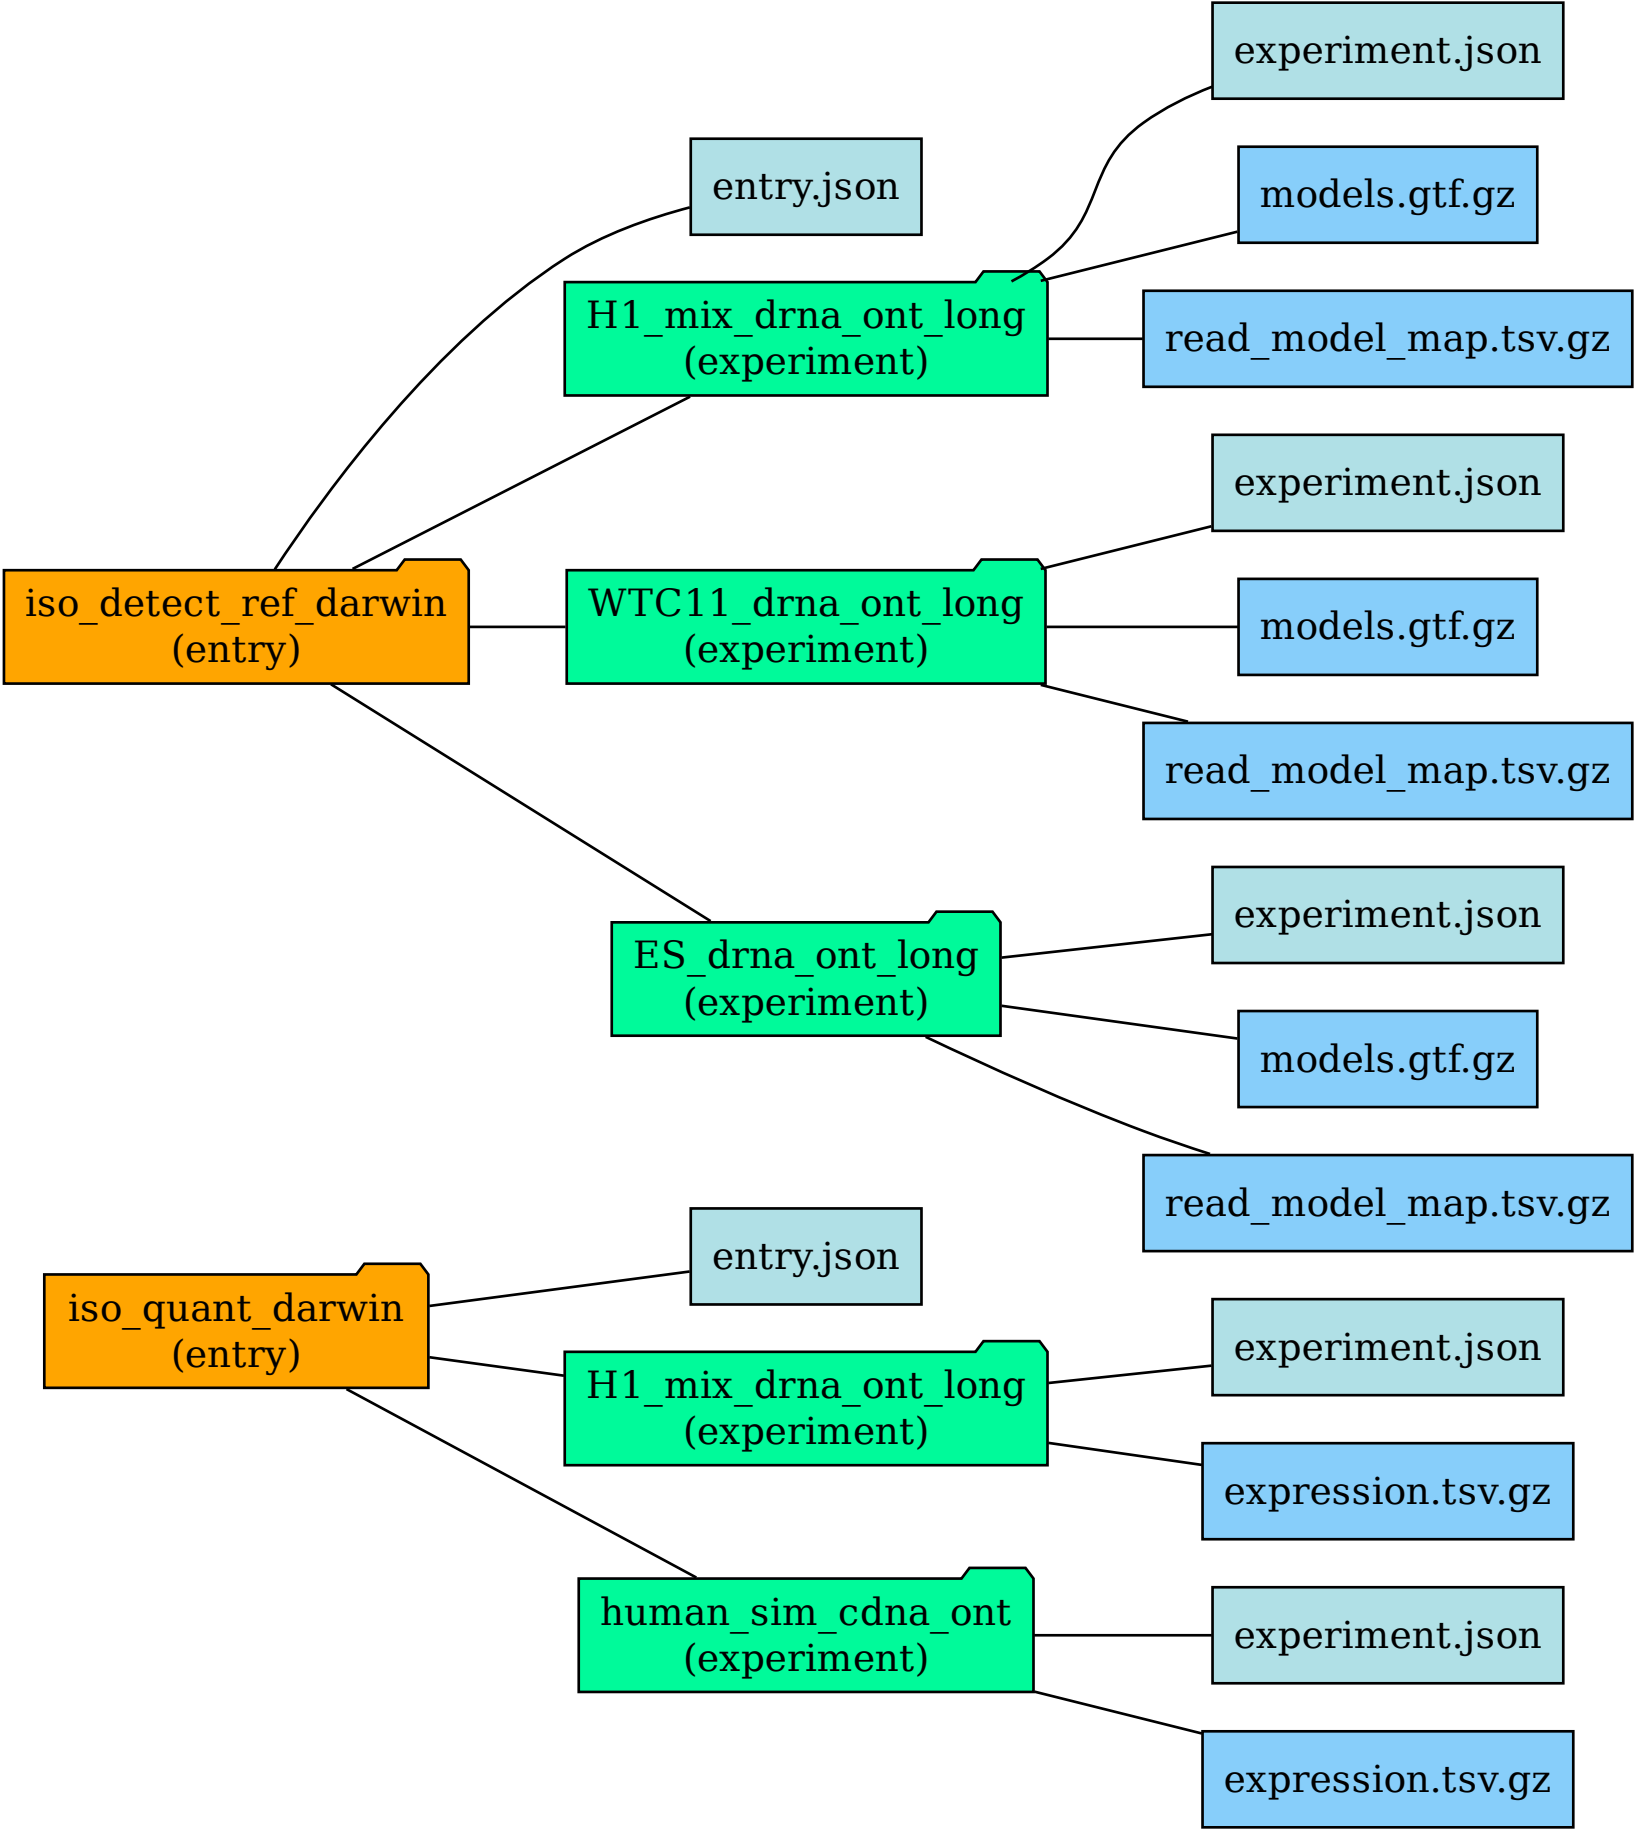 experiment.json
entry.json
models.gtf.gz
H1_mix_drna_ont_long
(experiment)
read_model_map.tsv.gz
experiment.json
iso_detect_ref_darwin
(entry)
WTC11_drna_ont_long
(experiment)
models.gtf.gz
read_model_map.tsv.gz
experiment.json
ES_drna_ont_long
(experiment)
models.gtf.gz
read_model_map.tsv.gz
entry.json
iso_quant_darwin
(entry)
experiment.json
H1_mix_drna_ont_long
(experiment)
expression.tsv.gz
human_sim_cdna_ont
(experiment)
experiment.json
expression.tsv.gz